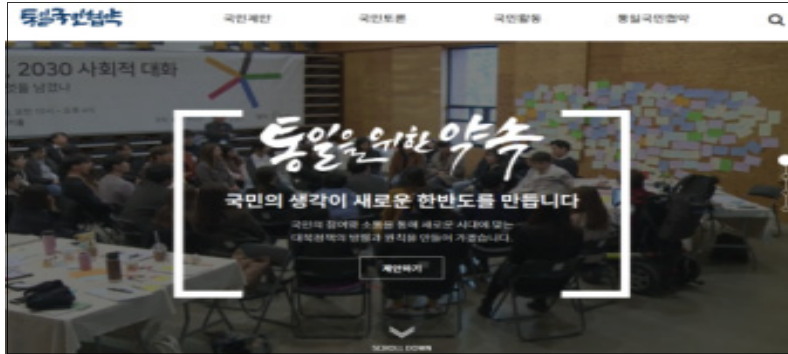 통일국민협약
국민제안
국민토론
국민활동
통일국민협약
2030 사회적 대화
통일을 위한 약속
국민의 생각이 새로운 한반도를 만듭니다
국민의 참여와 소통을 통해 새로운 시대에 맞는
대북정책의 방향과 원칙을 만들어 가겠습니다.
제안하기
SCROLL DOWN